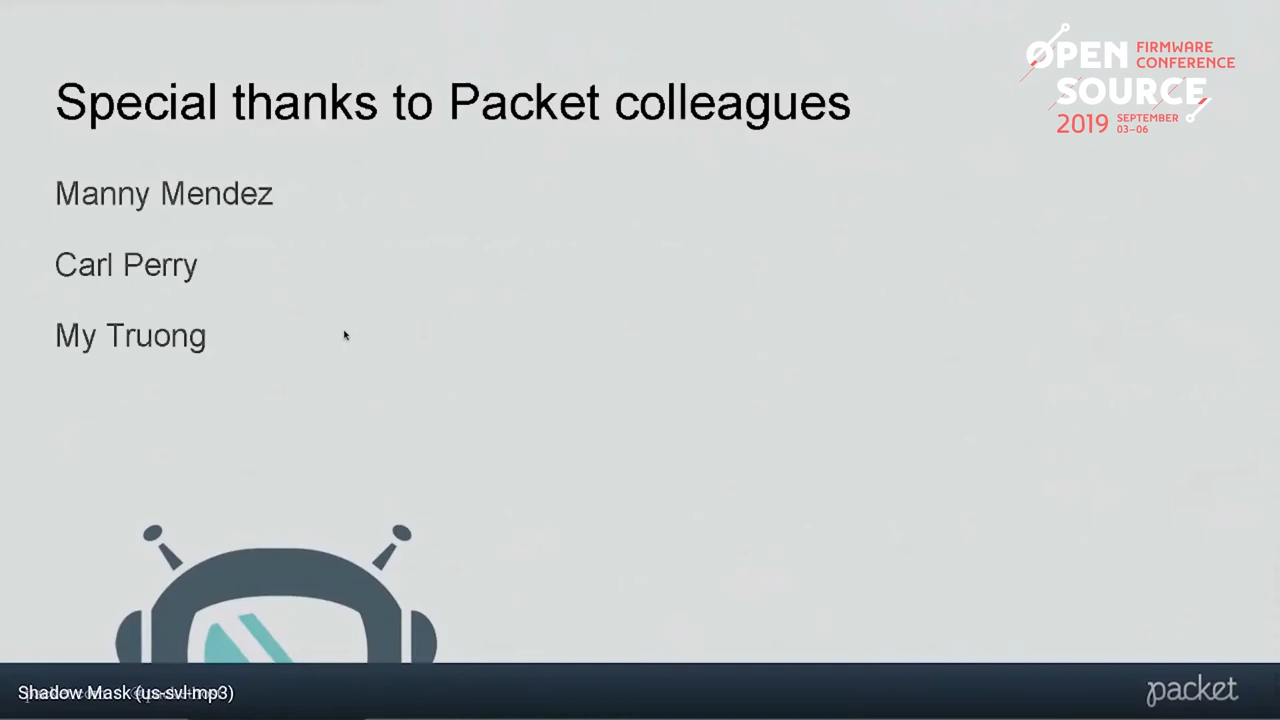 Special thanks to Packet colleagues
OPEN
SOURCE
FIRMWARE
CONFERENCE
2019
SEPTEMBER
03–06
Manny Mendez
Carl Perry
My Truong
Shadow Mask (us-svl-mp3)
packet